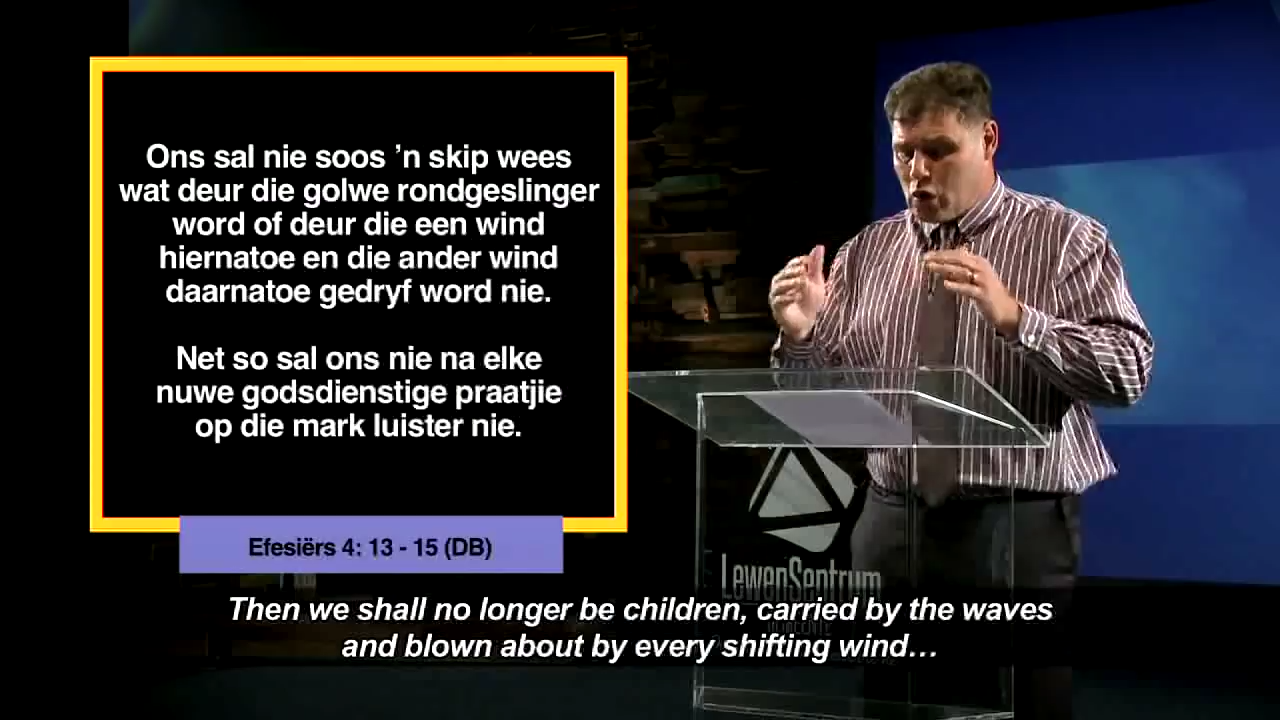 Ons sal nie soos ’n skip wees
wat deur die golwe rondgeslinger
word of deur die een wind
hiernatoe en die ander wind
daarnatoe gedryf word nie.
Net so sal ons nie na elke
nuwe godsdienstige praatjie
op die mark luister nie.
Efesiërs 4: 13 - 15 (DB)
LewenSentrum
Then we shall no longer be children, carried by the waves
and blown about by every shifting wind…